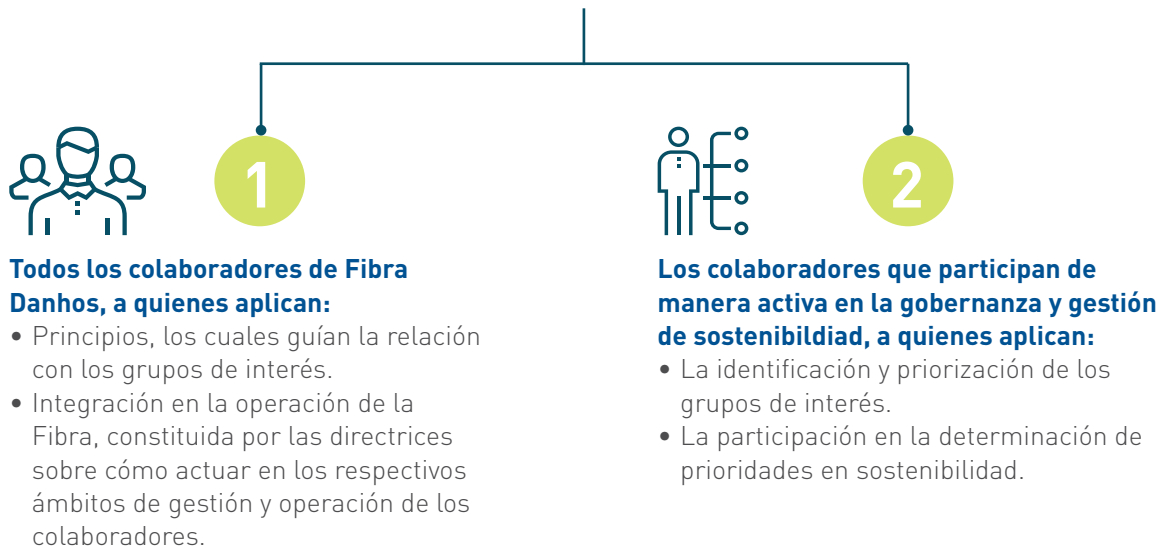 1
Todos los colaboradores de Fibra
Danhos, a quienes aplican:
• Principios, los cuales guían la relación
con los grupos de interés.
• Integración en la operación de la
Fibra, constituida por las directrices
sobre cómo actuar en los respectivos
ámbitos de gestión y operación de los
colaboradores.
2
Los colaboradores que participan de
manera activa en la gobernanza y gestión
de sostenibildiad, a quienes aplican:
• La identificación y priorización de los
grupos de interés.
• La participación en la determinación de
prioridades en sostenibilidad.